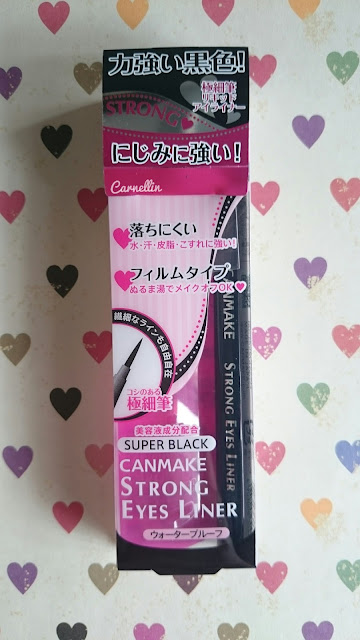 力強い黒色!
極細筆
リキッド
アイライナー
STRONG
にじみに強い!
Carnellin
落ちにくい
水・汗・皮脂・こすれに強い!
フィルムタイプ
ぬるま湯でメイクオフOK
繊細なラインも自由自在
コシのある
極細筆
美容液成分配合
SUPER BLACK
CANMAKE
STRONG
EYES LINER
ウォータープルーフ
CANMAKE STRONG EYES LINER